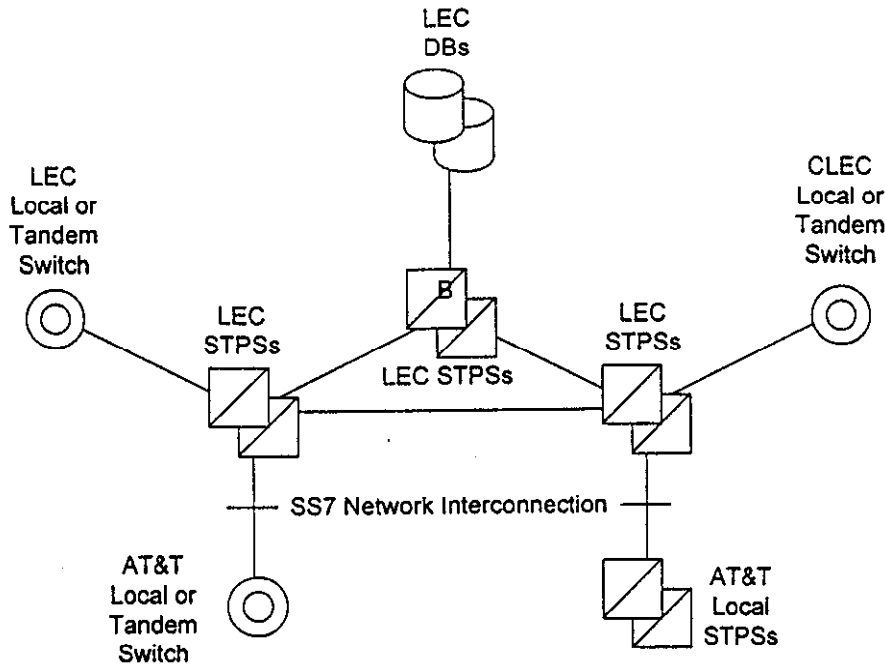 LEC
DBs
LEC
Local or
Tandem
Switch
CLEC
Local or
Tandem
Switch
B
LEC
STPSs
LEC
STPSs
LEC STPSs
SS7 Network Interconnection
AT&T
Local or
Tandem
Switch
AT&T
Local
STPSs